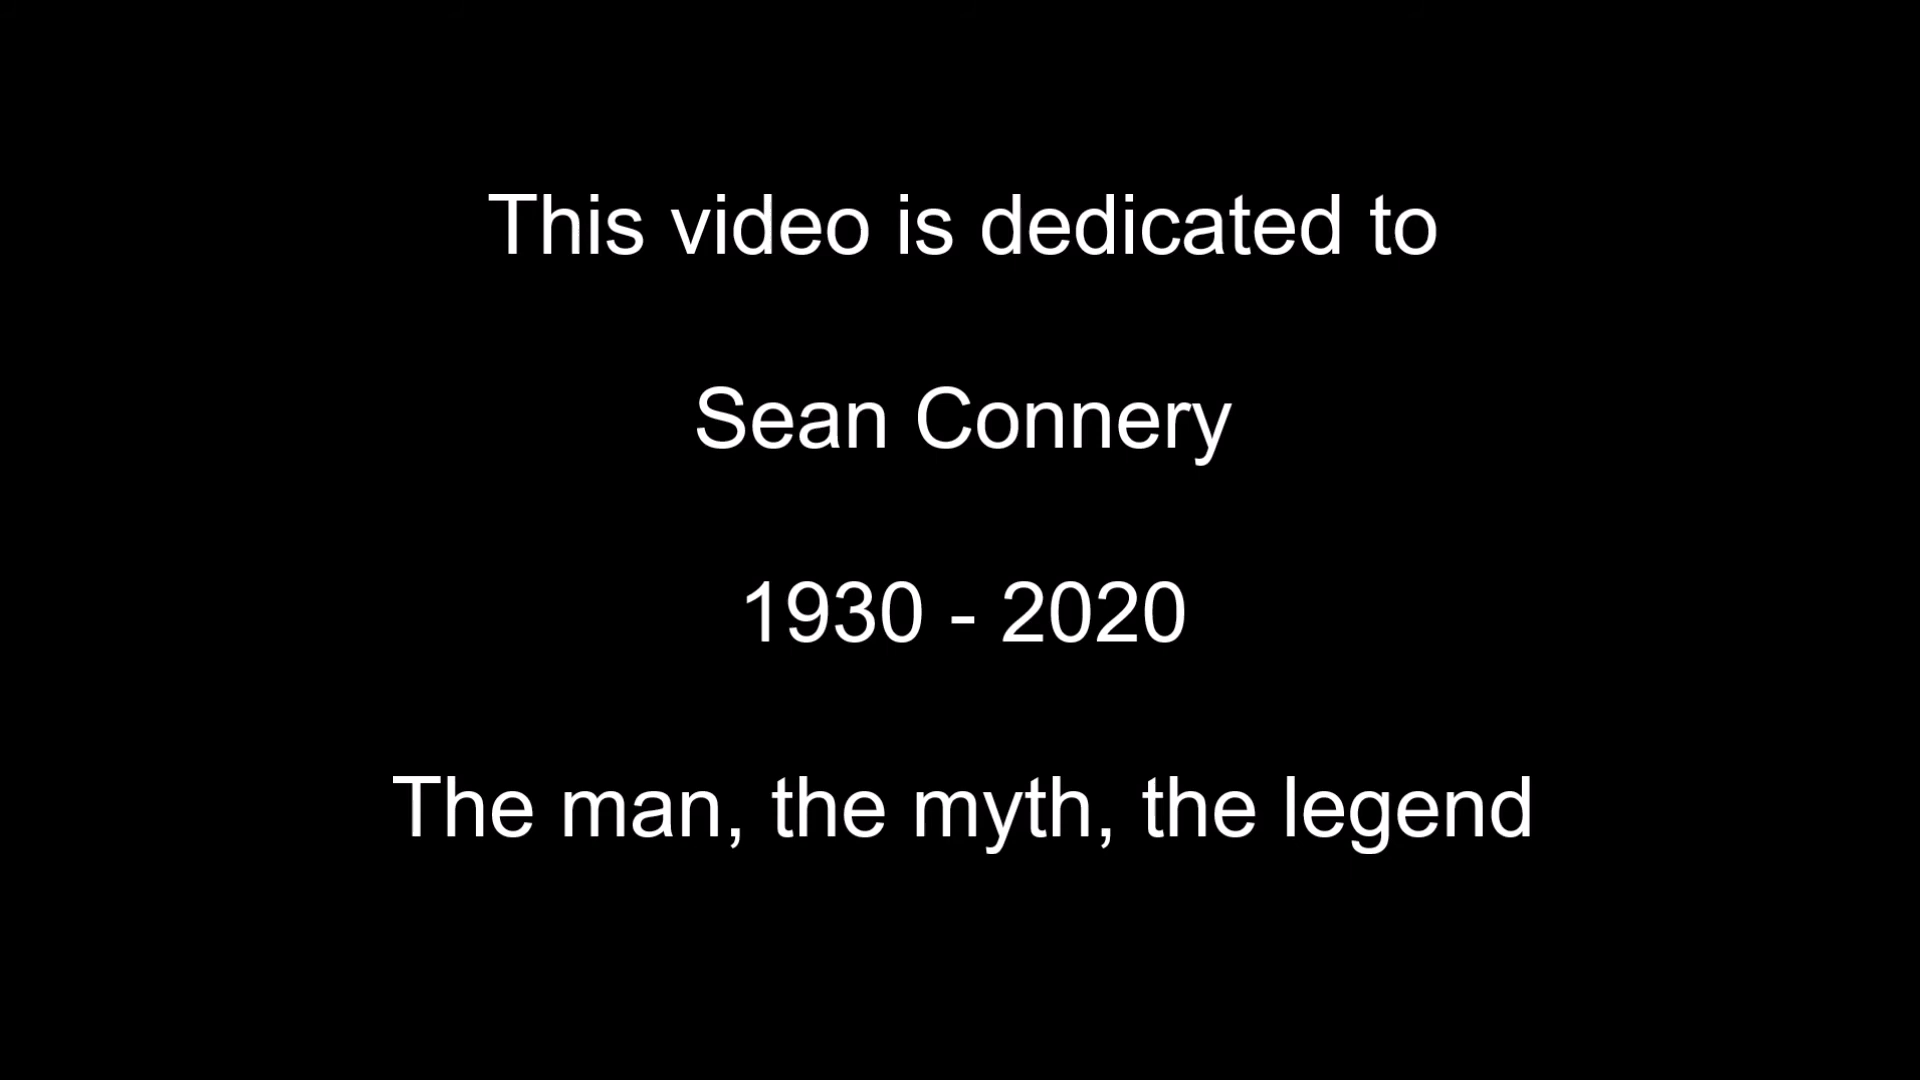 This video is dedicated to
Sean Connery
1930 - 2020
The man, the myth, the legend